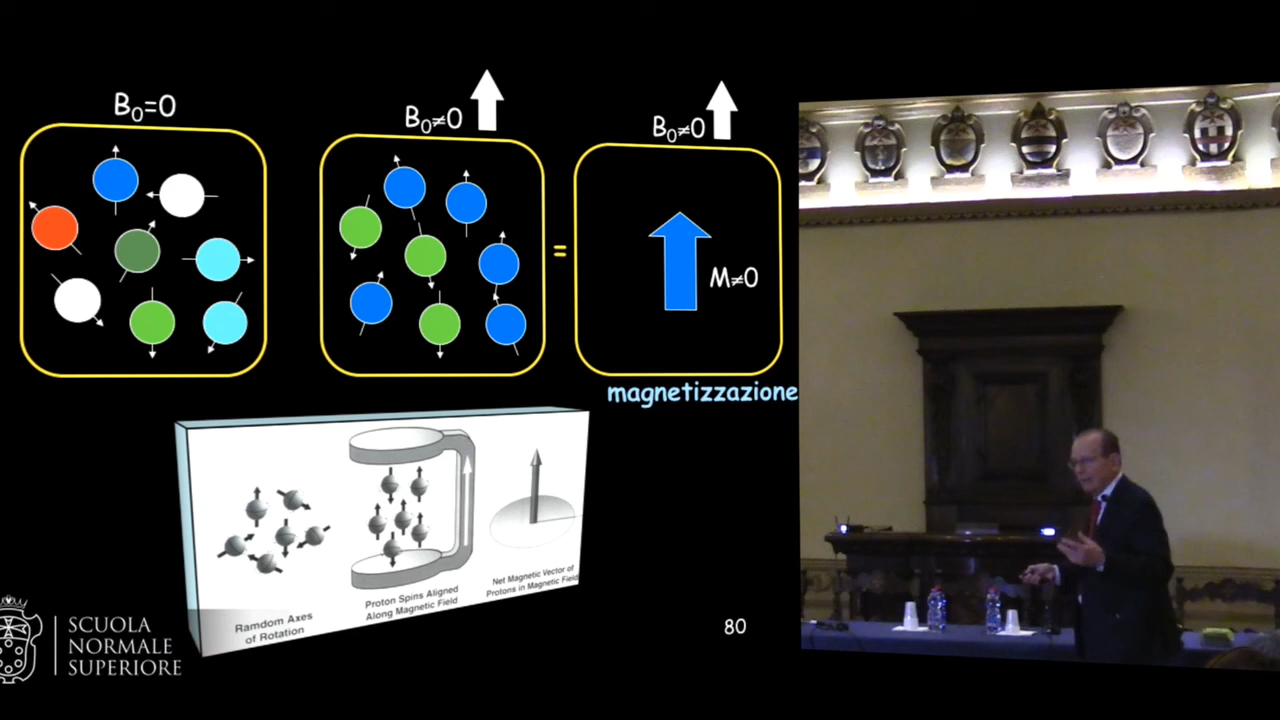 B₀=0
B₀≠0
B₀≠0
=
M≠0
magnetizzazione
Ramdom Axes
of Rotation
Proton Spins Aligned
Along Magnetic Field
Net Magnetic Vector of
Protons in Magnetic Field
80
SCUOLA
NORMALE
SUPERIORE